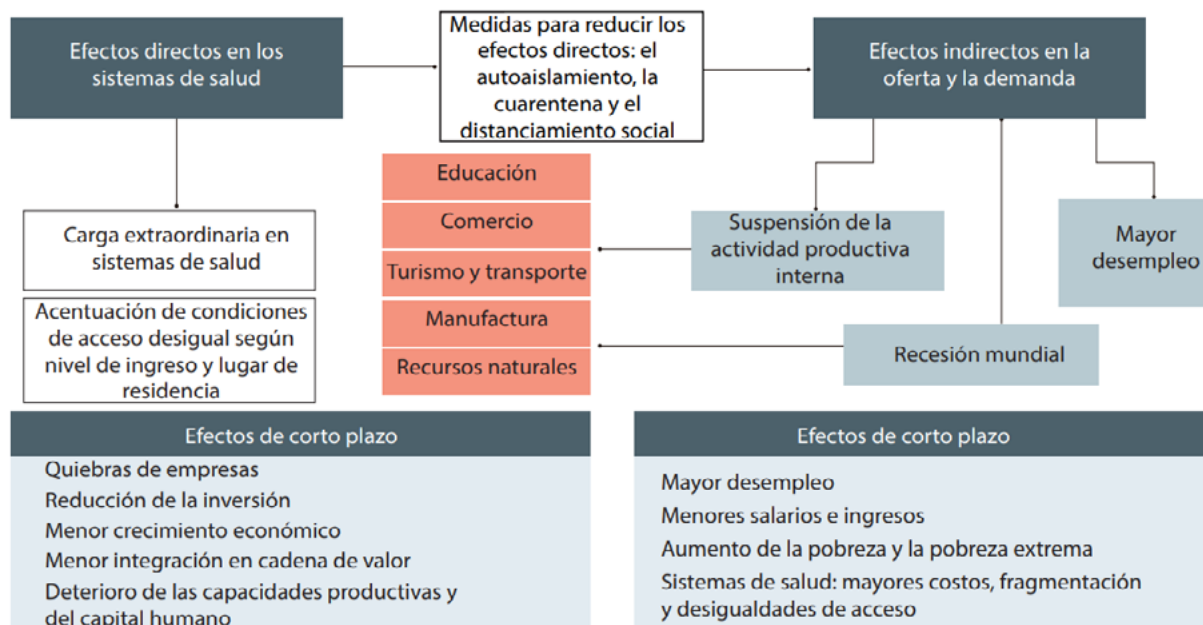 Efectos directos en los
sistemas de salud
Medidas para reducir los
efectos directos: el
autoaislamiento, la
cuarentena y el
distanciamiento social
Efectos indirectos en la
oferta y la demanda
Carga extraordinaria en
sistemas de salud
Acentuación de condiciones
de acceso desigual según
nivel de ingreso y lugar de
residencia
Educación
Comercio
Turismo y transporte
Manufactura
Recursos naturales
Suspensión de la
actividad productiva
interna
Mayor
desempleo
Recesión mundial
Efectos de corto plazo
Quiebras de empresas
Reducción de la inversión
Menor crecimiento económico
Menor integración en cadena de valor
Deterioro de las capacidades productivas y
del capital humano
Efectos de corto plazo
Mayor desempleo
Menores salarios e ingresos
Aumento de la pobreza y la pobreza extrema
Sistemas de salud: mayores costos, fragmentación
y desigualdades de acceso